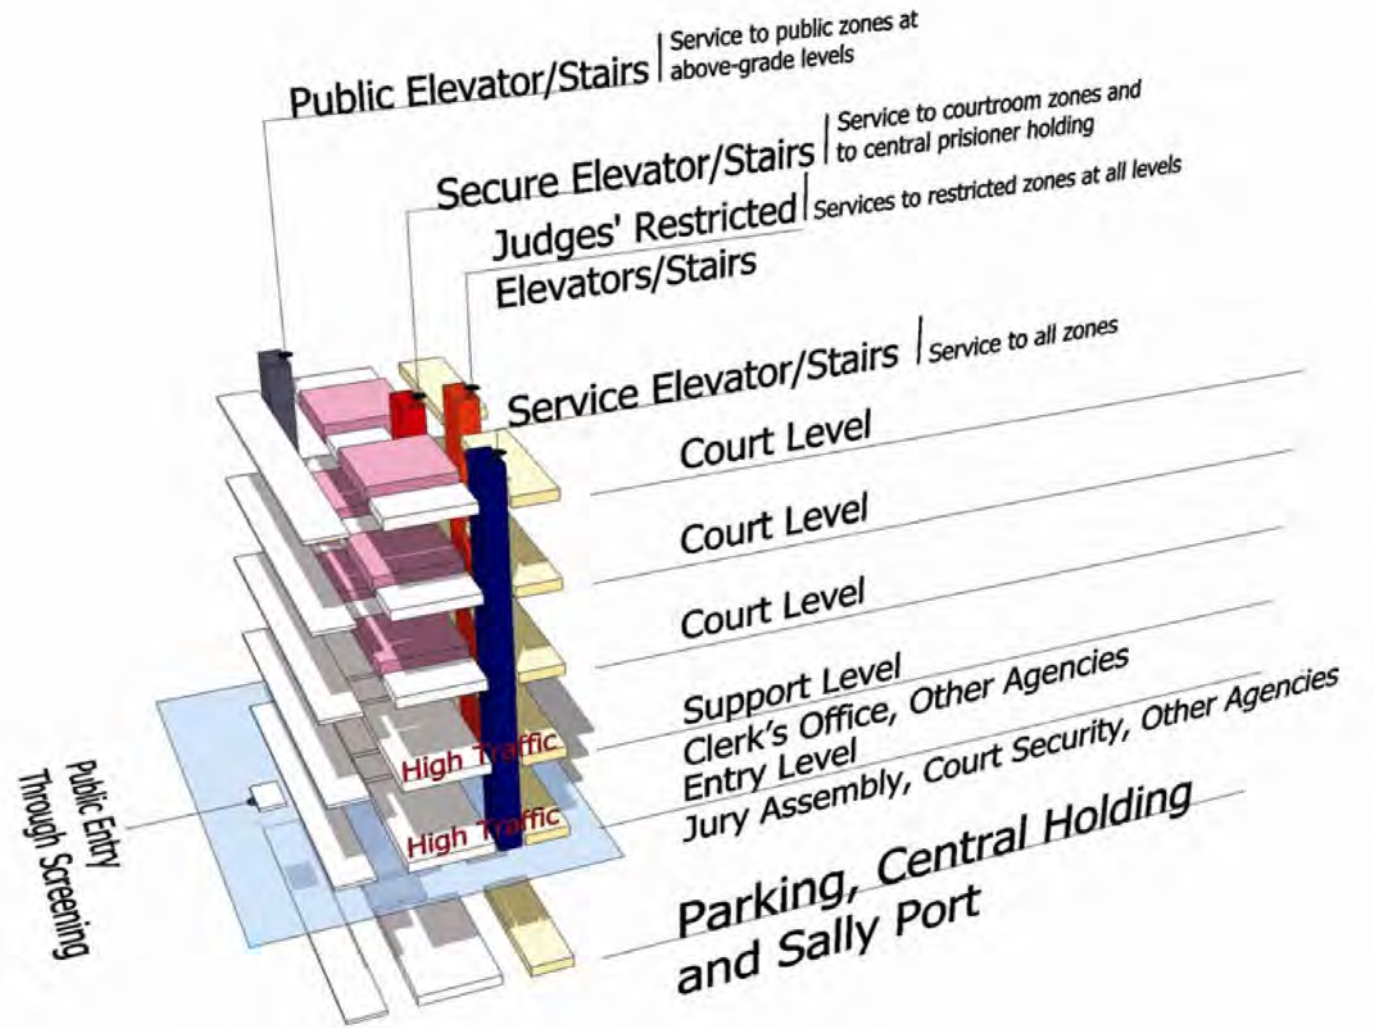 Public Elevator/Stairs
Service to public zones at
above-grade levels
Secure Elevator/Stairs
Service to courtroom zones and
to central prisioner holding
Judges' Restricted
Elevators/Stairs
Services to restricted zones at all levels
Service Elevator/Stairs
Service to all zones
Court Level
Court Level
Court Level
Support Level
Clerk's Office, Other Agencies
Entry Level
Jury Assembly, Court Security, Other Agencies
High Traffic
High Traffic
Parking, Central Holding
and Sally Port
Public Entry
Through Screening